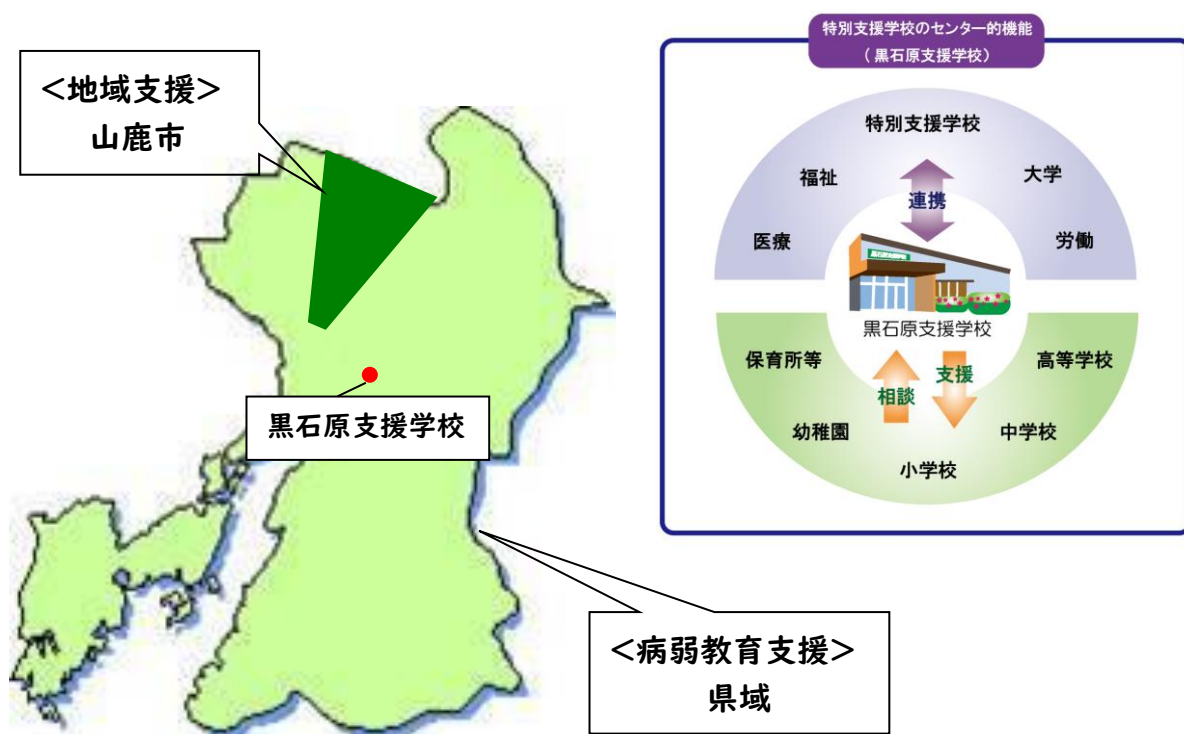 <地域支援>
山鹿市
黒石原支援学校
<病弱教育支援>
県域
特別支援学校のセンター的機能
（黒石原支援学校）
特別支援学校
福祉
大学
医療
労働
連携
黒石原支援学校
保育所等
高等学校
相談
支援
幼稚園
中学校
小学校